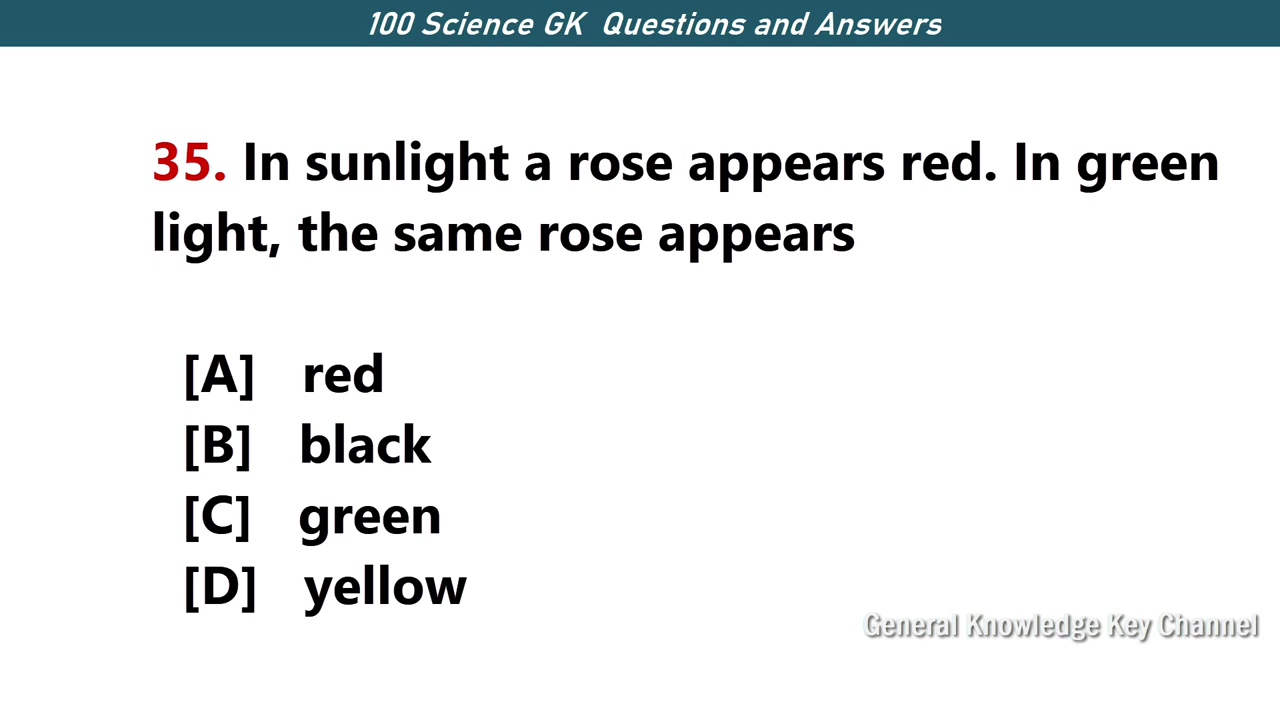 100 Science GK Questions and Answers
35. In sunlight a rose appears red. In green
light, the same rose appears
[A] red
[B] black
[C] green
[D] yellow
General Knowledge Key Channel